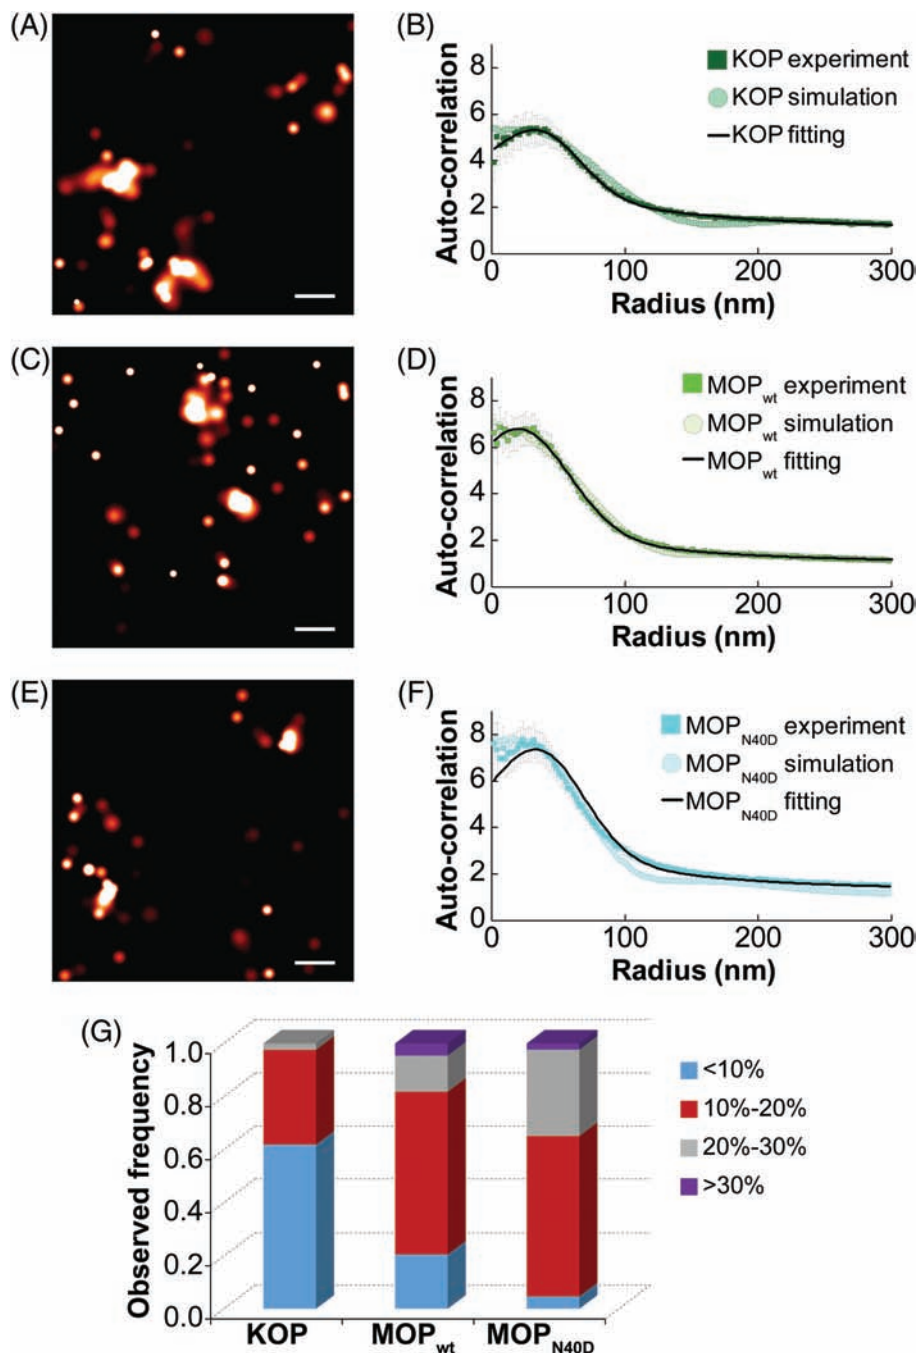 (A)
(B)
8
6
4
2
0
Auto-correlation
KOP experiment
KOP simulation
KOP fitting
0
100
200
300
Radius (nm)
(C)
(D)
8
6
4
2
0
Auto-correlation
MOPwt experiment
MOPwt simulation
MOPwt fitting
0
100
200
300
Radius (nm)
(E)
(F)
8
6
4
2
0
Auto-correlation
MOPN40D experiment
MOPN40D simulation
MOPN40D fitting
0
100
200
300
Radius (nm)
(G)
Observed frequency
1.0
0.8
0.6
0.4
0.2
0.0
KOP
MOPwt
MOPN40D
<10%
10%-20%
20%-30%
>30%